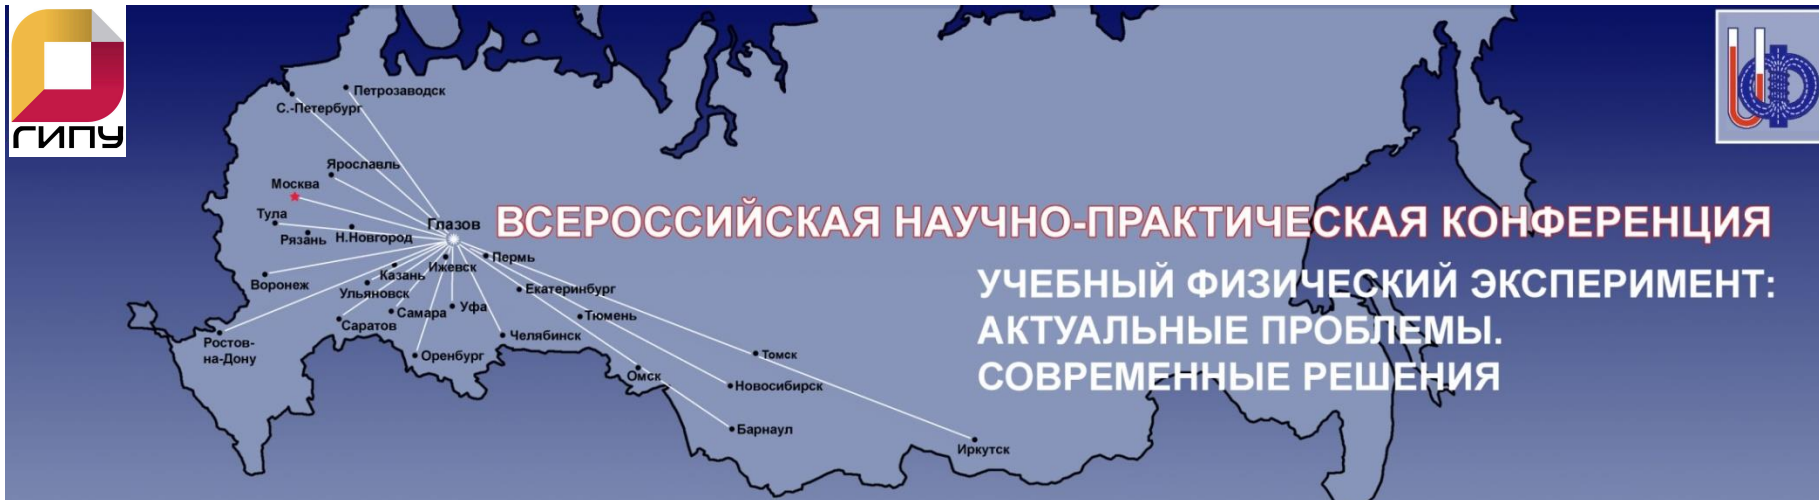 ГИПУ
Петрозаводск
С.-Петербург
Ярославль
Москва
Тула
Рязань
Н.Новгород
Глазов
ВСЕРОССИЙСКАЯ НАУЧНО-ПРАКТИЧЕСКАЯ КОНФЕРЕНЦИЯ
УЧЕБНЫЙ ФИЗИЧЕСКИЙ ЭКСПЕРИМЕНТ:
АКТУАЛЬНЫЕ ПРОБЛЕМЫ.
СОВРЕМЕННЫЕ РЕШЕНИЯ
Пермь
Ижевск
Казань
Воронеж
Ульяновск
Екатеринбург
Самара
Уфа
Тюмень
Саратов
Челябинск
Ростов-
на-Дону
Оренбург
Томск
Омск
Новосибирск
Барнаул
Иркутск
Ф